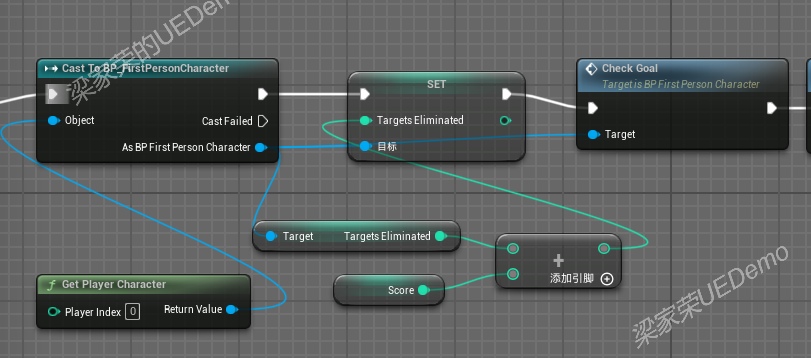 梁家荣的UEDemo
Cast To BP_FirstPersonCharacter
Object
Cast Failed
As BP First Person Character
SET
Targets Eliminated
目标
Check Goal
Target is BP First Person Character
Target
Target
Targets Eliminated
添加引脚
Score
Get Player Character
Player Index 0
Return Value
梁家荣UEDemo